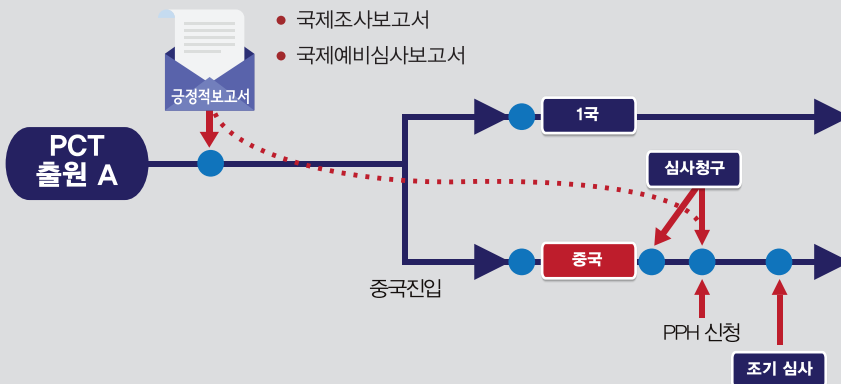 국제조사보고서
국제예비심사보고서
긍정적보고서
PCT
출원 A
1국
심사청구
중국
중국진입
PPH 신청
조기 심사